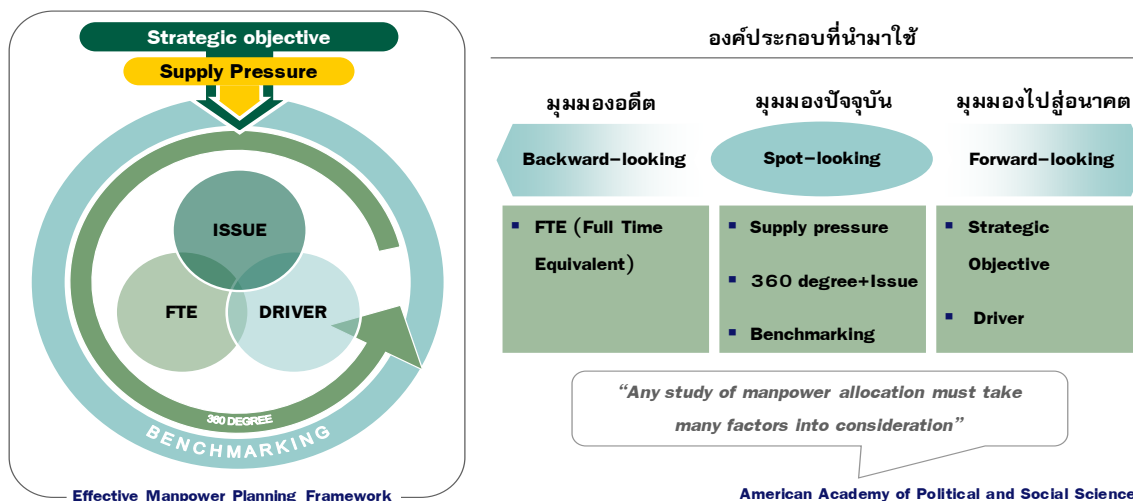 Strategic objective
Supply Pressure
ISSUE
FTE
DRIVER
360 DEGREE
BENCHMARKING
Effective Manpower Planning Framework
องค์ประกอบที่นำมาใช้
มุมมองอดีต
มุมมองปัจจุบัน
มุมมองไปสู่อนาคต
Backward-looking
Spot-looking
Forward-looking
▪ FTE (Full Time
Equivalent)
▪ Supply pressure
▪ 360 degree+Issue
▪ Benchmarking
▪ Strategic
Objective
▪ Driver
“Any study of manpower allocation must take
many factors into consideration”
American Academy of Political and Social Science